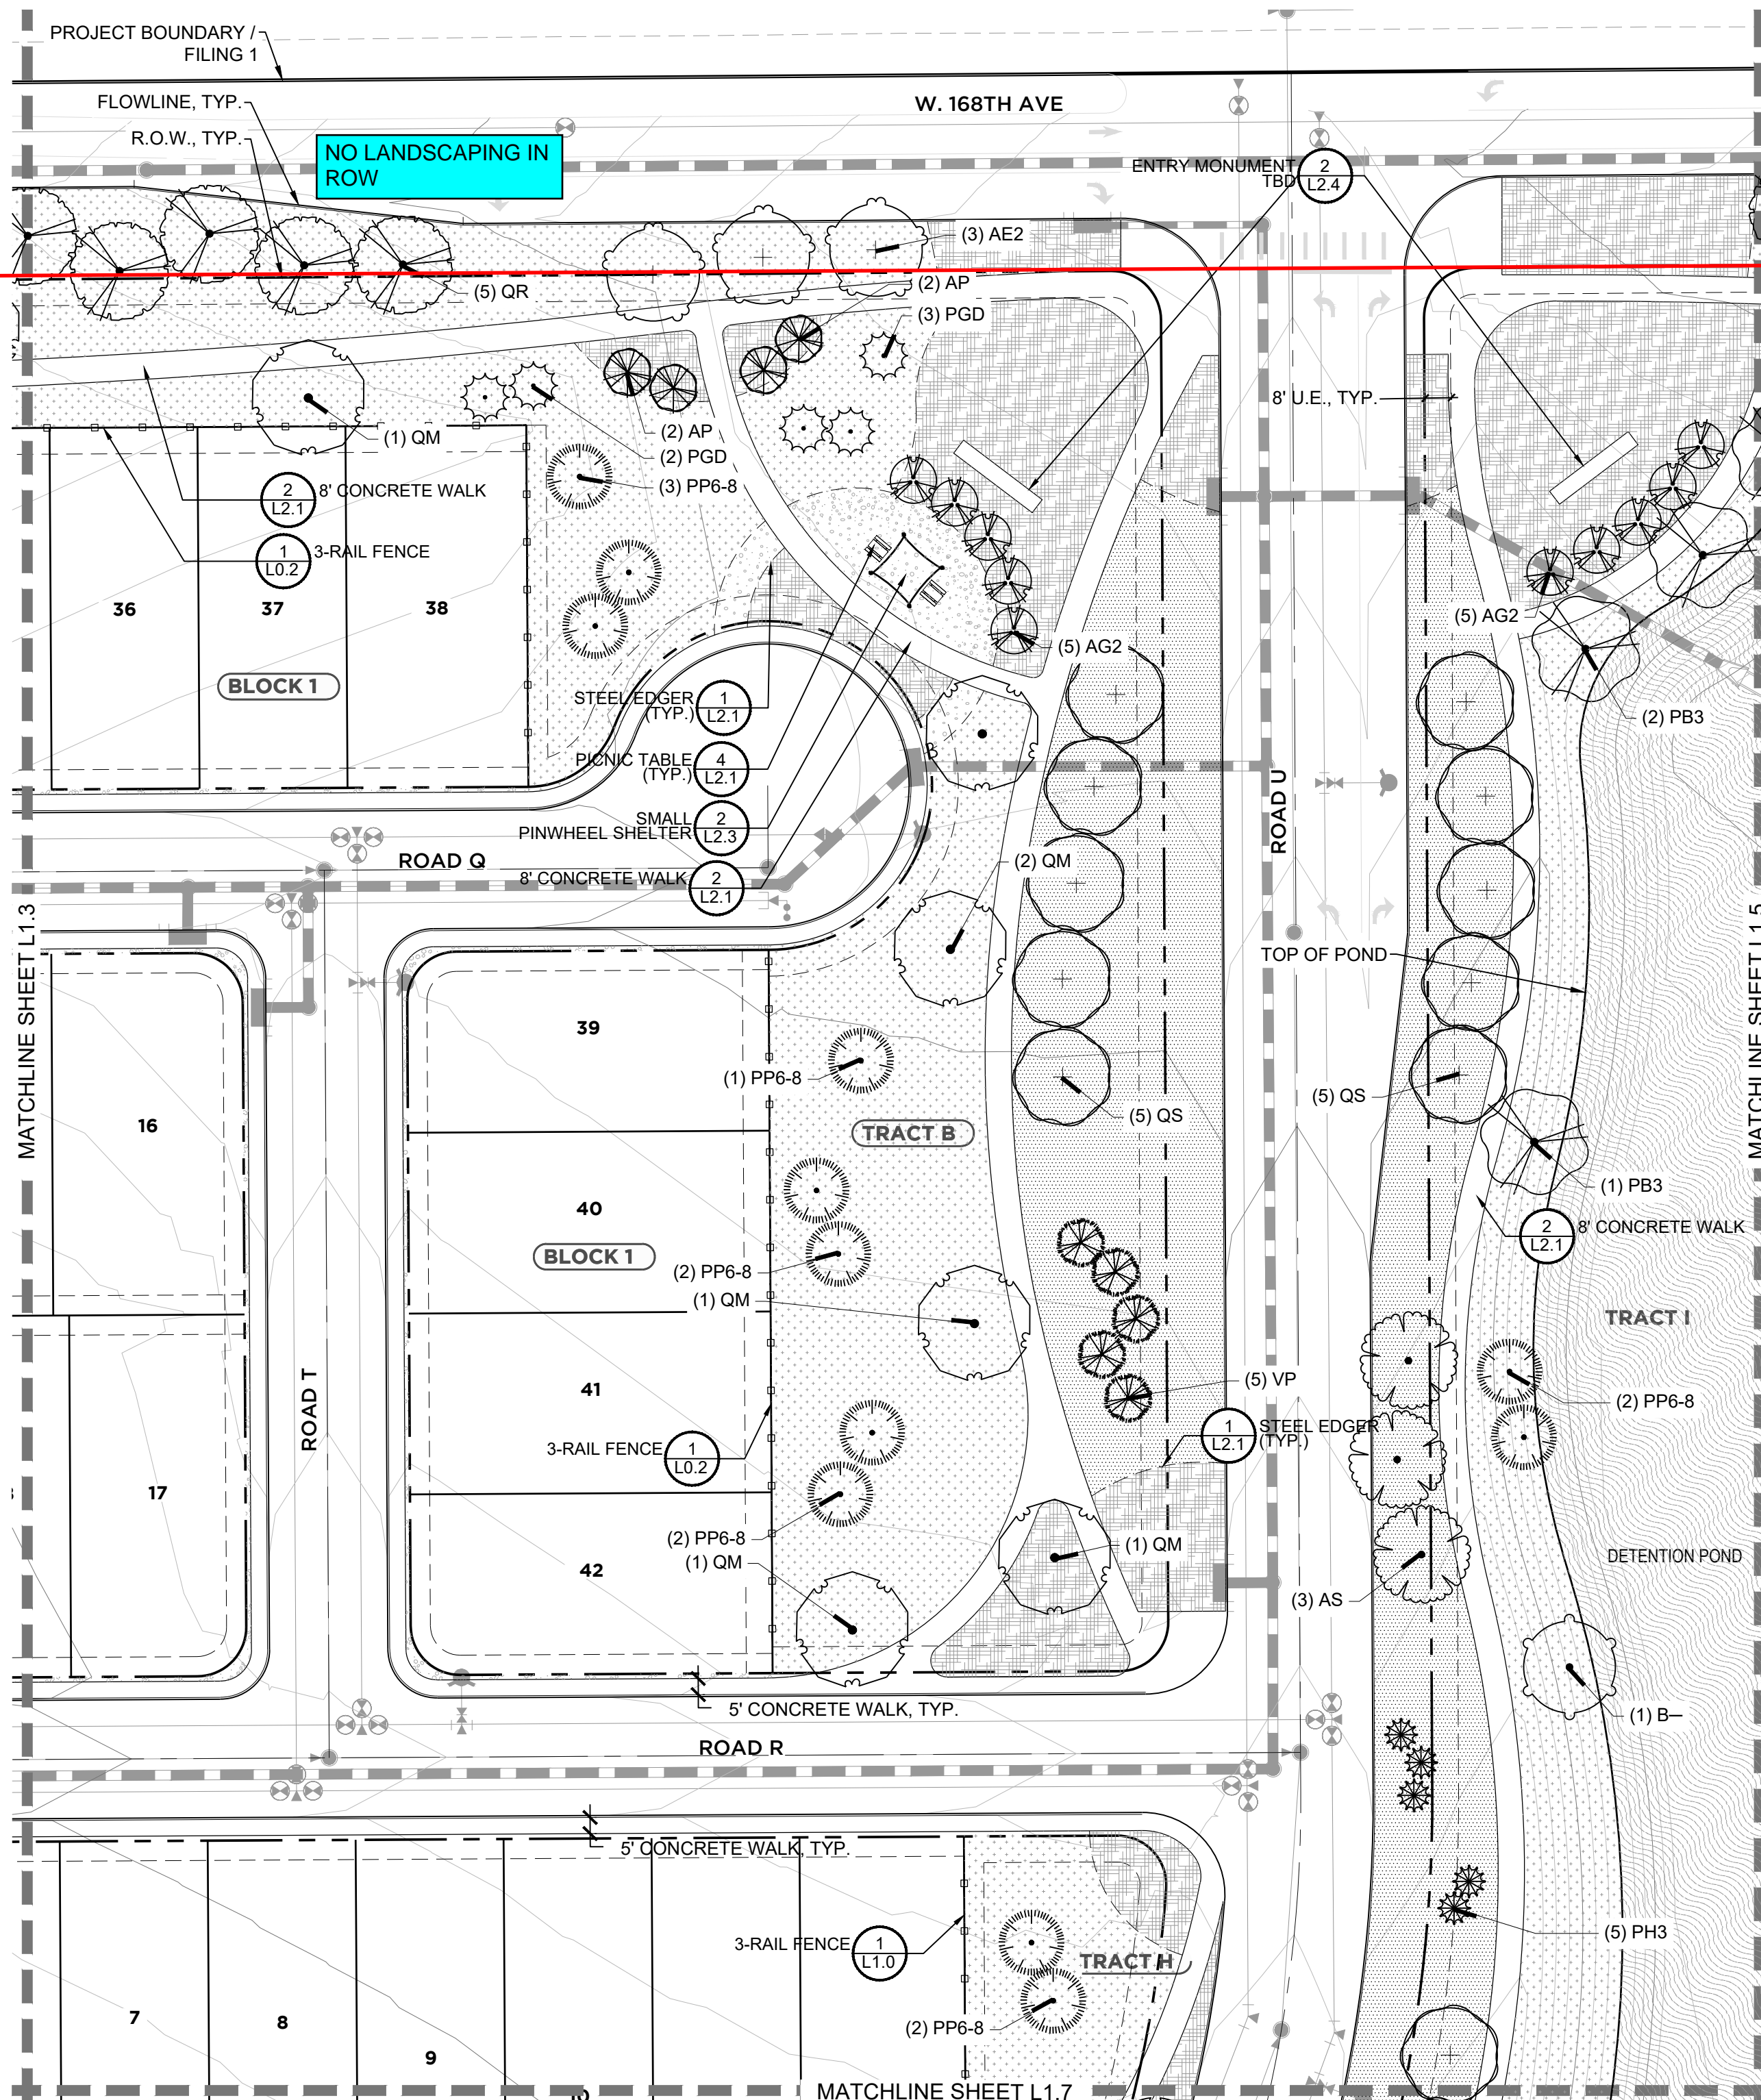 PROJECT BOUNDARY /
FILING 1
W. 168TH AVE
FLOWLINE, TYP.
R.O.W., TYP.
NO LANDSCAPING IN
ROW
ENTRY MONUMENT
TBD
2
L2.4
(3) AE2
(5) QR
(2) AP
(3) PGD
8' U.E., TYP.
(1) QM
(2) AP
(2) PGD
(3) PP6-8
2
L2.1
8' CONCRETE WALK
1
L0.2
3-RAIL FENCE
36
37
38
BLOCK 1
(5) AG2
(5) AG2
(2) PB3
STEEL EDGER
(TYP.)
1
L2.1
PICNIC TABLE
(TYP.)
4
L2.1
SMALL
PINWHEEL SHELTER
2
L2.3
8' CONCRETE WALK
2
L2.1
ROAD U
ROAD Q
(2) QM
MATCHLINE SHEET L1.3
MATCHLINE SHEET L1.5
TOP OF POND
39
(1) PP6-8
16
TRACT B
(5) QS
(5) QS
(1) PB3
40
BLOCK 1
2
L2.1
8' CONCRETE WALK
(2) PP6-8
(1) QM
TRACT I
41
(5) VP
(2) PP6-8
ROAD T
3-RAIL FENCE
1
L0.2
1
L2.1
STEEL EDGER
(TYP.)
17
(2) PP6-8
(1) QM
(1) QM
DETENTION POND
42
(3) AS
5' CONCRETE WALK, TYP.
(1) B
ROAD R
5' CONCRETE WALK, TYP.
3-RAIL FENCE
1
L1.0
TRACT H
(5) PH3
7
8
9
(2) PP6-8
MATCHLINE SHEET L1.7